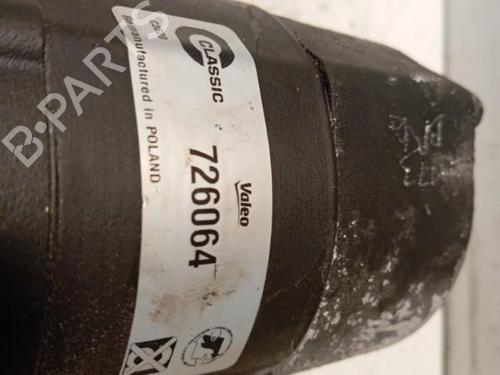 CLASSIC
Remanufactured in POLAND
Valeo
726064
B-PARTS